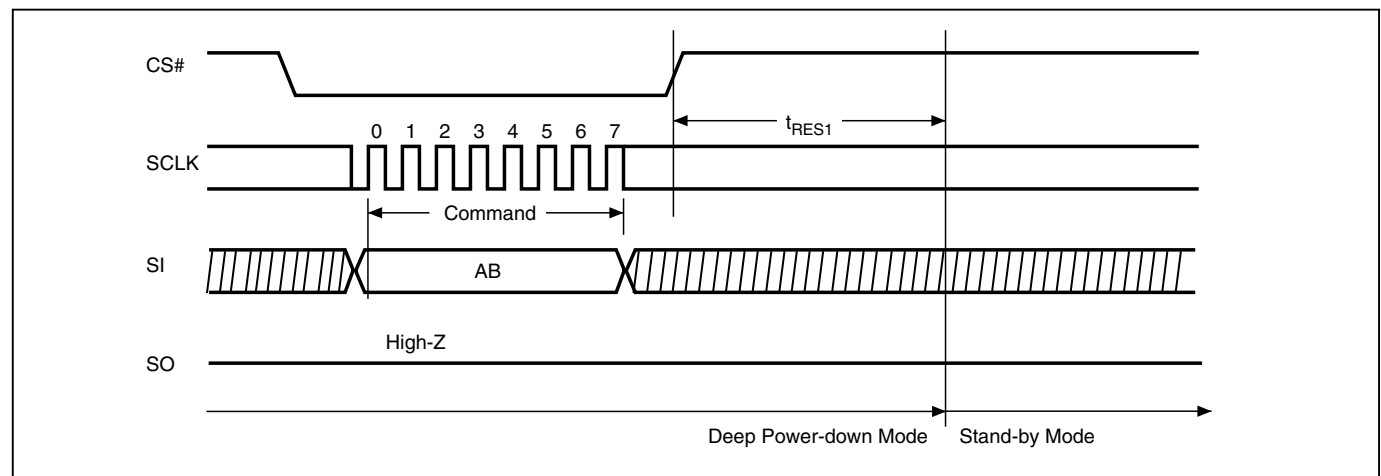 CS#
tRES1
0 1 2 3 4 5 6 7
SCLK
Command
SI
AB
High-Z
SO
Deep Power-down Mode
Stand-by Mode